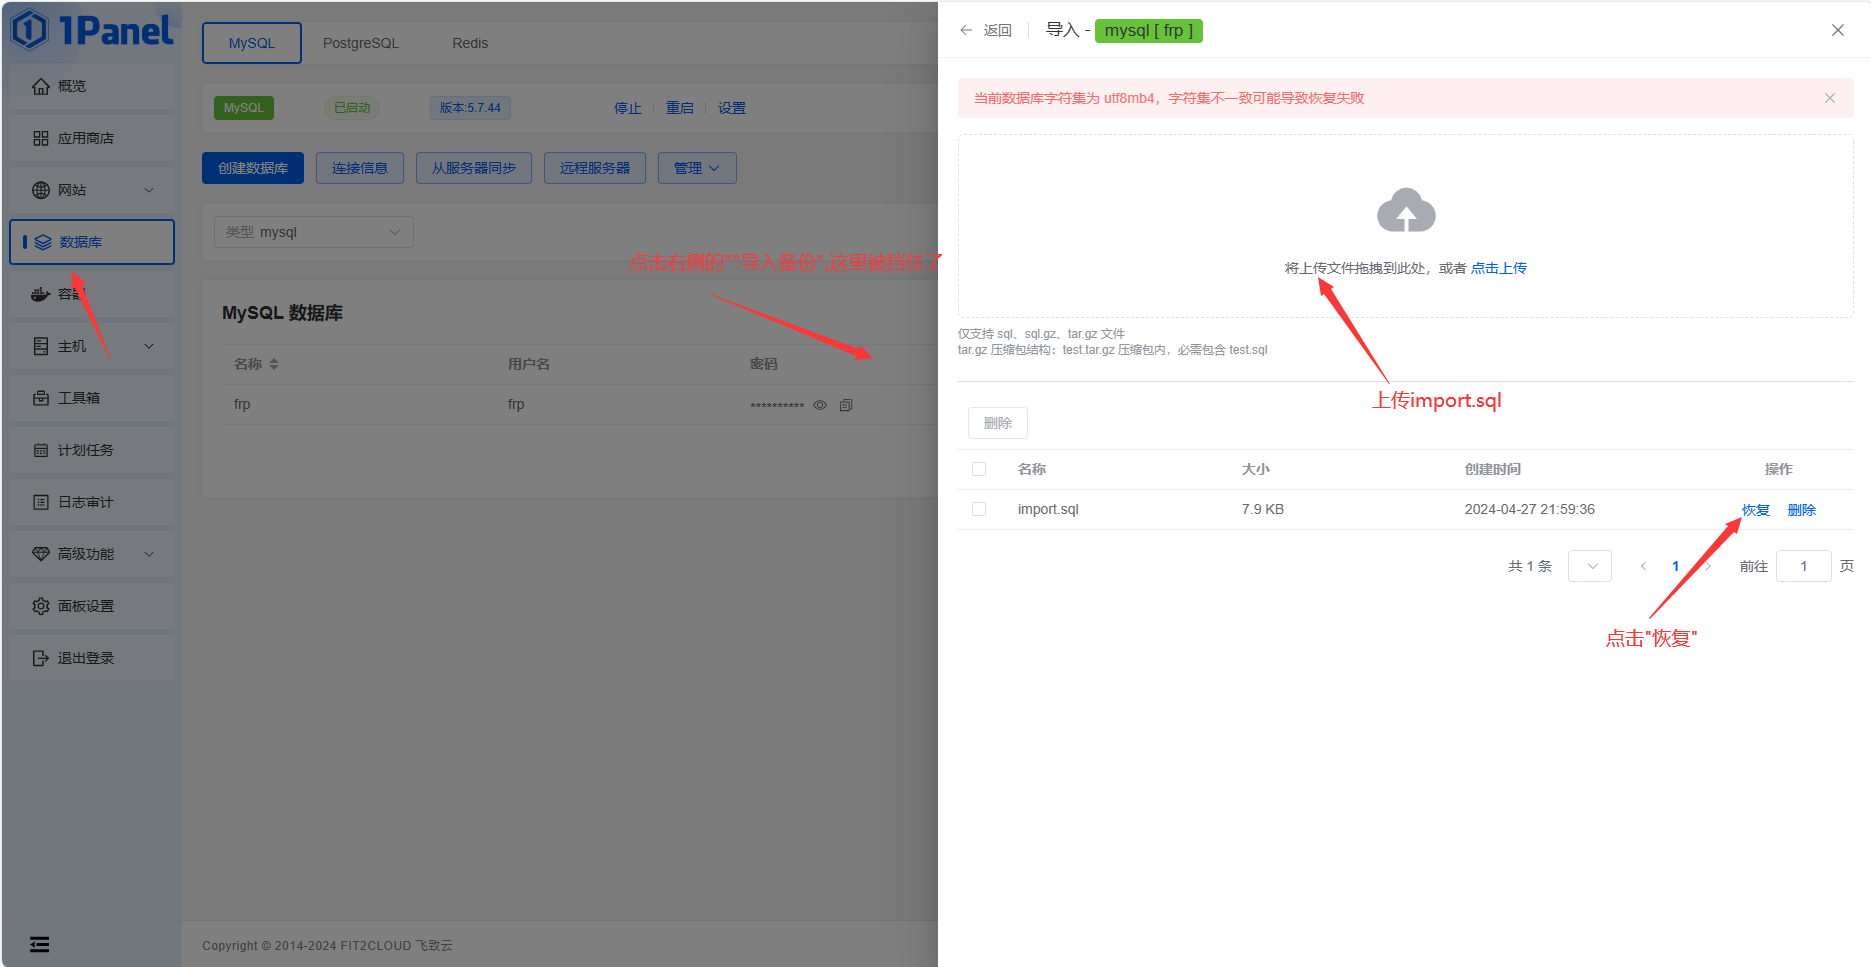 1Panel
概览
应用商店
网站
数据库
容器
主机
工具箱
计划任务
日志审计
高级功能
面板设置
退出登录
MySQL
PostgreSQL
Redis
MySQL
已启动
版本:5.7.44
停止
重启
设置
创建数据库
连接信息
从服务器同步
远程服务器
管理
类型 mysql
点击右侧的""导入备份",这里被挡住了
MySQL 数据库
名称
用户名
密码
frp
frp
**********
Copyright © 2014-2024 FIT2CLOUD 飞致云
返回
导入 - mysql [ frp ]
当前数据库字符集为 utf8mb4，字符集不一致可能导致恢复失败
将上传文件拖拽到此处，或者 点击上传
仅支持 sql、sql.gz、tar.gz 文件
tar.gz 压缩包结构：test.tar.gz 压缩包内，必需包含 test.sql
上传import.sql
删除
名称
大小
创建时间
操作
import.sql
7.9 KB
2024-04-27 21:59:36
恢复
删除
共 1 条
1
前往 1 页
点击"恢复"